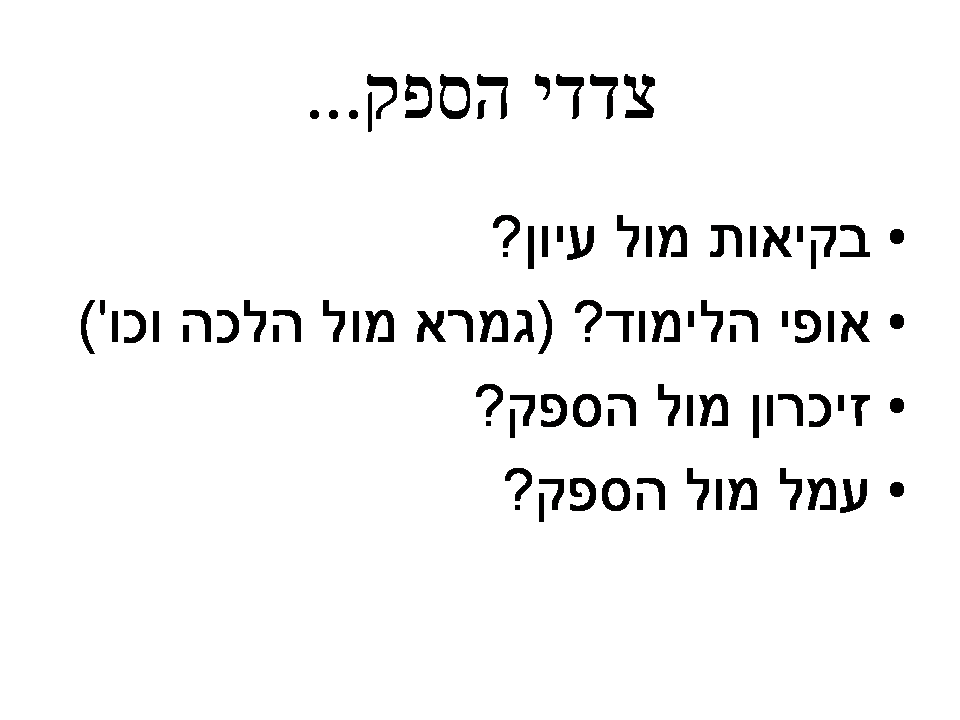 צדדי הספק...
• בקיאות מול עיון?
• אופי הלימוד? (גמרא מול הלכה וכו')
• זיכרון מול הספק?
• עמל מול הספק?